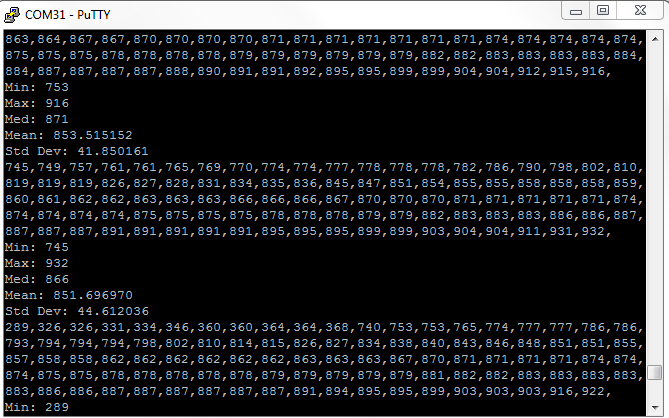 COM31 - PuTTY
863,864,867,867,870,870,870,870,871,871,871,871,871,871,871,874,874,874,874,874,
875,875,875,878,878,878,878,879,879,879,879,879,879,882,882,883,883,883,883,884,
884,887,887,887,887,888,890,891,891,892,895,895,899,899,904,904,912,915,916,
Min: 753
Max: 916
Med: 871
Mean: 853.515152
Std Dev: 41.850161
745,749,757,761,761,765,769,770,774,774,777,778,778,778,782,786,790,798,802,810,
819,819,819,826,827,828,831,834,835,836,845,847,851,854,855,855,858,858,858,859,
860,861,862,862,863,863,863,866,866,866,867,870,870,870,871,871,871,871,871,874,
874,874,874,874,875,875,875,875,878,878,878,879,879,882,883,883,883,886,886,887,
887,887,887,891,891,891,891,891,895,895,895,899,899,903,904,904,911,931,932,
Min: 745
Max: 932
Med: 866
Mean: 851.696970
Std Dev: 44.612036
289,326,326,331,334,346,360,360,364,364,368,740,753,753,765,774,777,777,786,786,
793,794,794,794,798,802,810,814,815,826,827,834,838,840,843,846,848,851,851,855,
857,858,858,862,862,862,862,862,862,863,863,863,867,870,871,871,871,871,874,874,
874,875,875,878,878,878,878,878,879,879,879,879,881,882,882,883,883,883,883,883,
883,886,886,887,887,887,887,887,887,891,894,895,895,899,903,903,903,916,922,
Min: 289